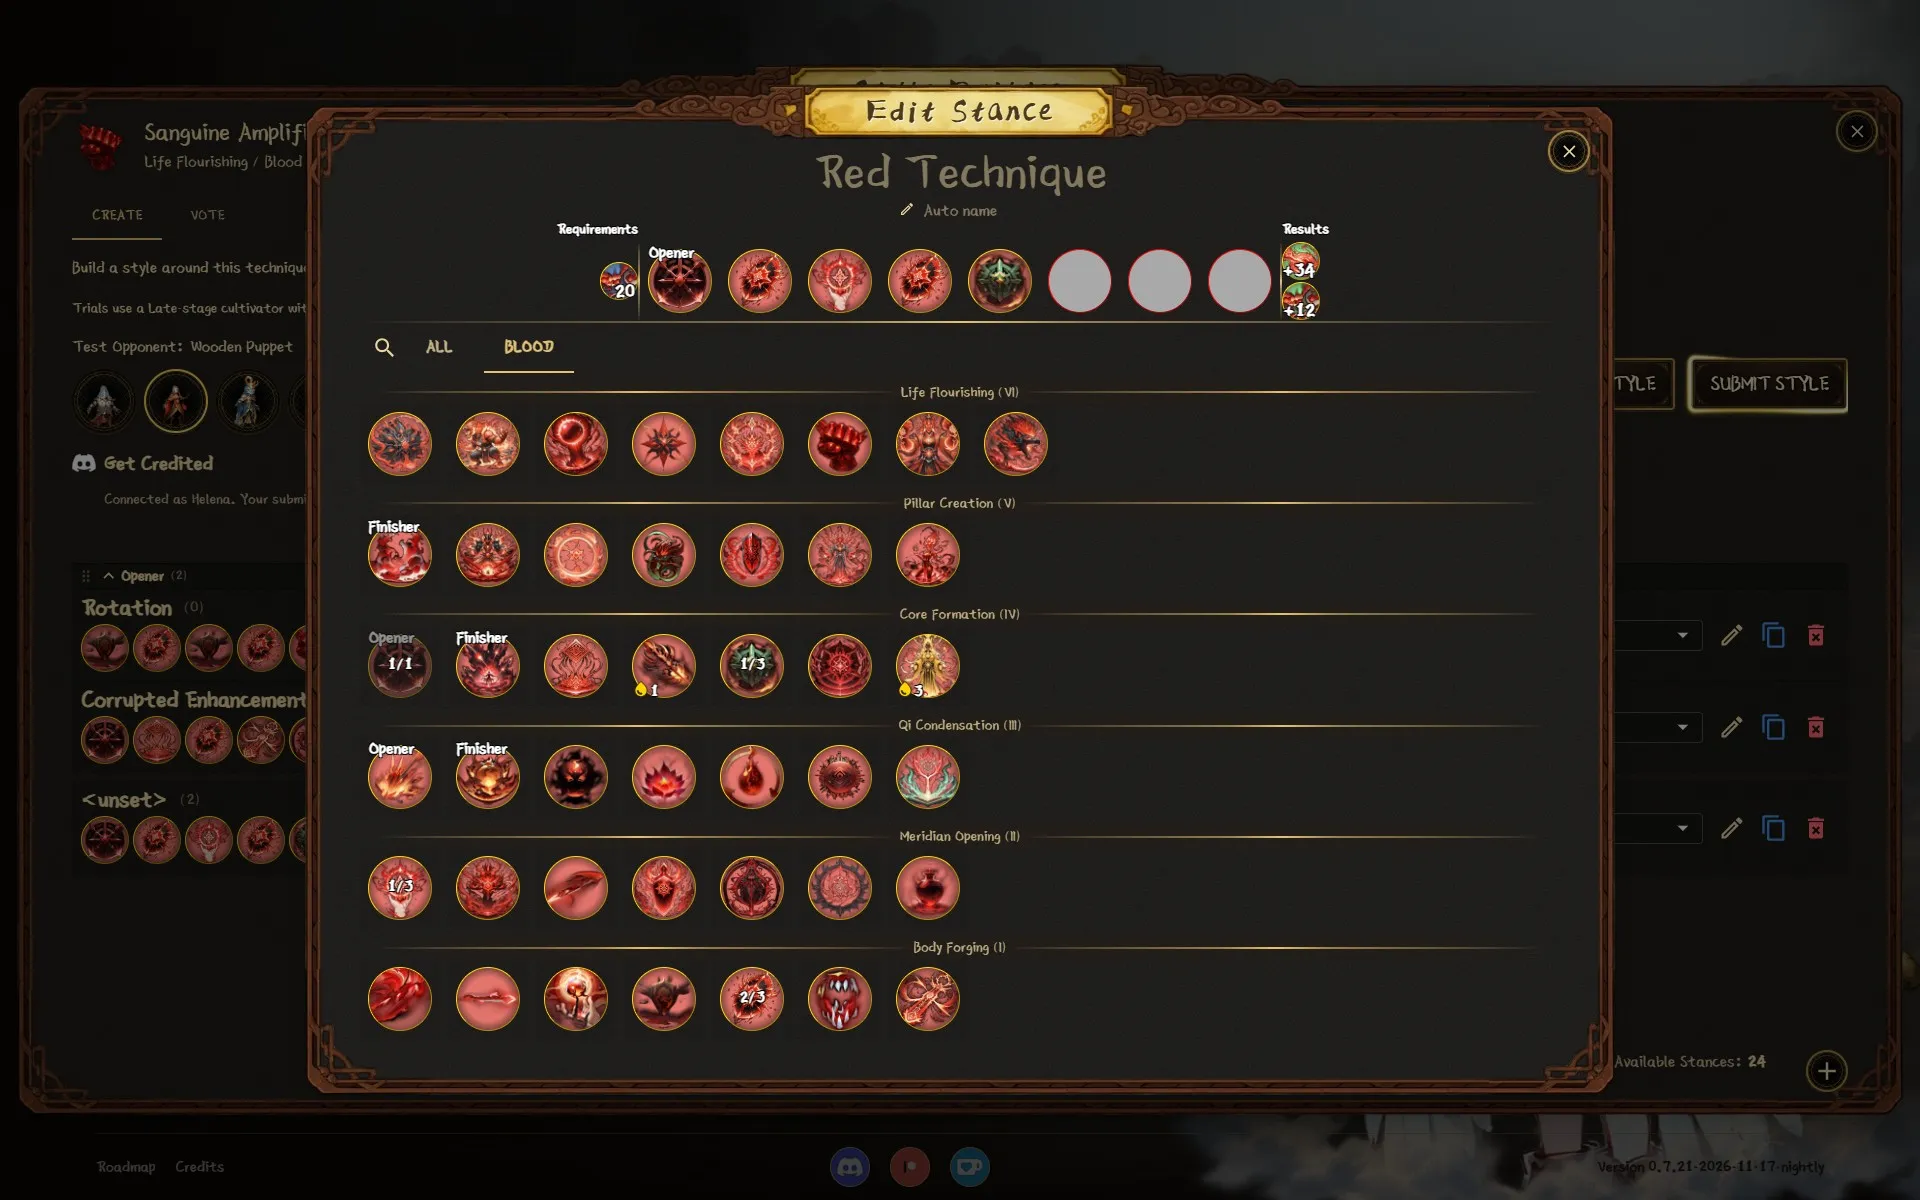 Edit Stance
Sanguine Amplifi
Life Flourishing / Blood
CREATE
VOTE
Build a style around this technique
Trials use a Late-stage cultivator wit
Test Opponent: Wooden Puppet
Get Credited
Connected as Helena. Your submi
Opener (2)
Rotation (0)
Corrupted Enhancement
<unset> (2)
Red Technique
Auto name
Requirements
Results
20
Opener
+34
+12
ALL
BLOOD
Life Flourishing (VI)
Pillar Creation (V)
Finisher
Core Formation (IV)
Opener
Finisher
1/1
1
1/3
3
Qi Condensation (III)
Opener
Finisher
Meridian Opening (II)
1/3
Body Forging (I)
2/3
TYLE
SUBMIT STYLE
Available Stances: 24
Roadmap
Credits
Version 0.7.21-2026-11-17-nightly